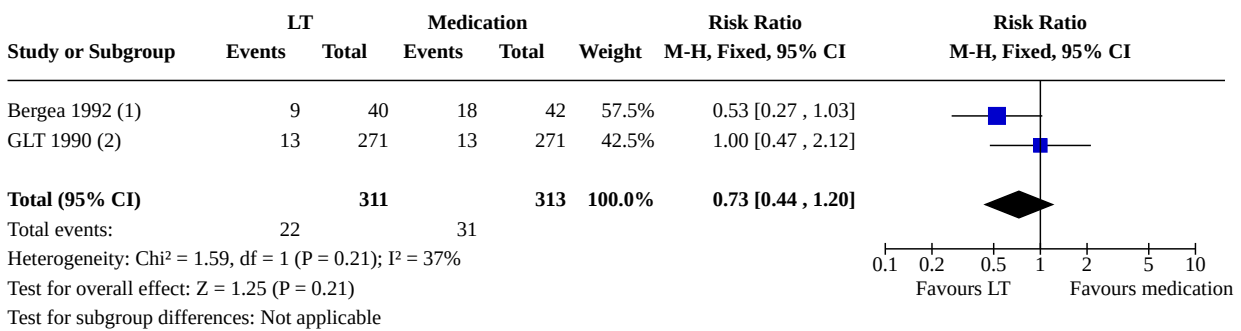 LT Medication Risk Ratio Risk Ratio
Study or Subgroup Events Total Events Total Weight M-H, Fixed, 95% CI M-H, Fixed, 95% CI
Bergea 1992 (1) 9 40 18 42 57.5% 0.53 [0.27 , 1.03]
GLT 1990 (2) 13 271 13 271 42.5% 1.00 [0.47 , 2.12]
Total (95% CI) 311 313 100.0% 0.73 [0.44 , 1.20]
Total events: 22 31
Heterogeneity: Chi² = 1.59, df = 1 (P = 0.21); I² = 37% 0.1 0.2 0.5 1 2 5 10
Test for overall effect: Z = 1.25 (P = 0.21) Favours LT Favours medication
Test for subgroup differences: Not applicable